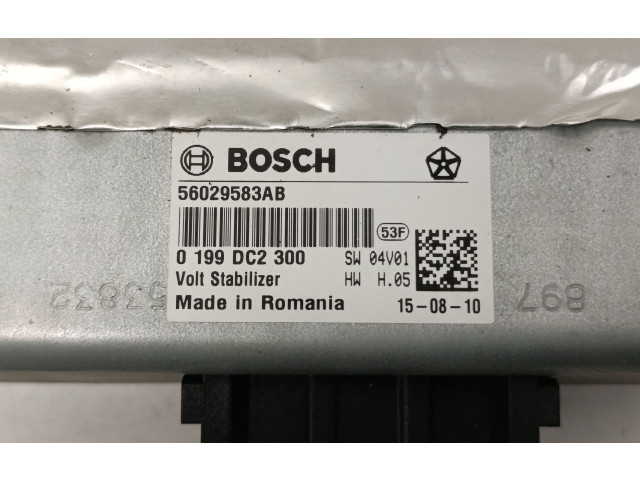 BOSCH
56029583AB
53F
0 199 DC2 300 SW 04V01
Volt Stabilizer HW H.05
Made in Romania 15-08-10
53832
897